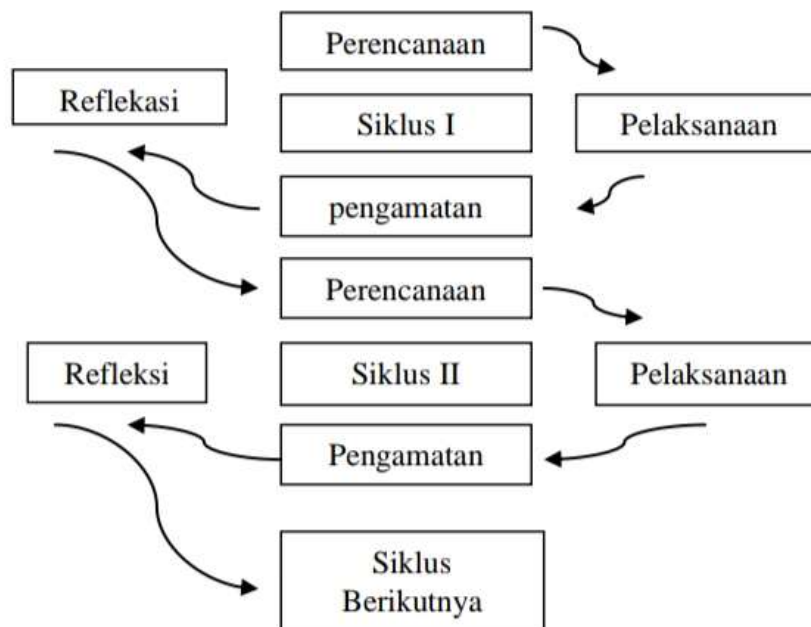 Perencanaan
Reflekasi
Siklus I
Pelaksanaan
pengamatan
Perencanaan
Refleksi
Siklus II
Pelaksanaan
Pengamatan
Siklus
Berikutnya